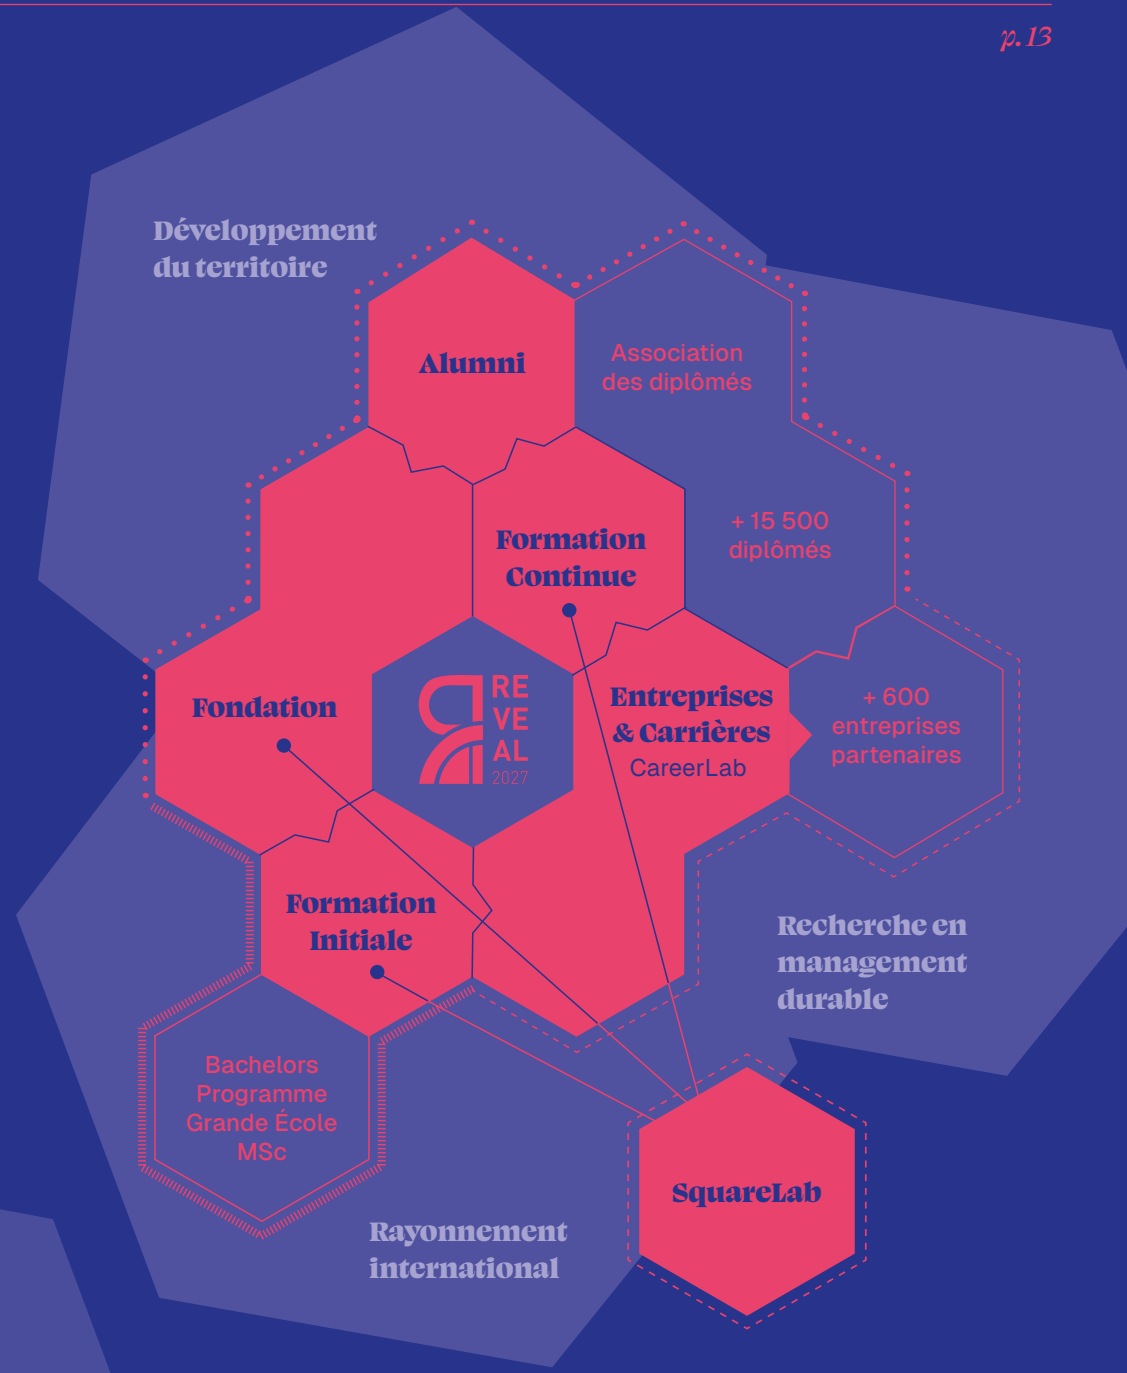 p. 13
Développement
du territoire
Alumni
Association
des diplômés
+ 15 500
diplômés
Formation
Continue
Fondation
RE
VE
AL
2027
Entreprises
& Carrières
CareerLab
+ 600
entreprises
partenaires
Formation
Initiale
Recherche en
management
durable
Bachelors
Programme
Grande École
MSc
SquareLab
Rayonnement
international